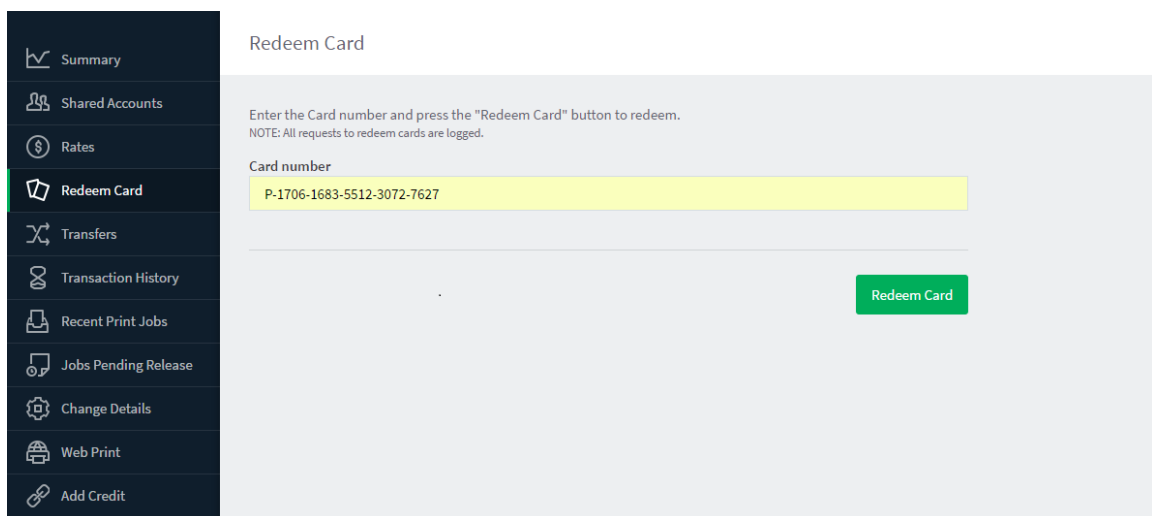 Summary
Shared Accounts
Rates
Redeem Card
Transfers
Transaction History
Recent Print Jobs
Jobs Pending Release
Change Details
Web Print
Add Credit
Redeem Card
Enter the Card number and press the "Redeem Card" button to redeem.
NOTE: All requests to redeem cards are logged.
Card number
P-1706-1683-5512-3072-7627
Redeem Card